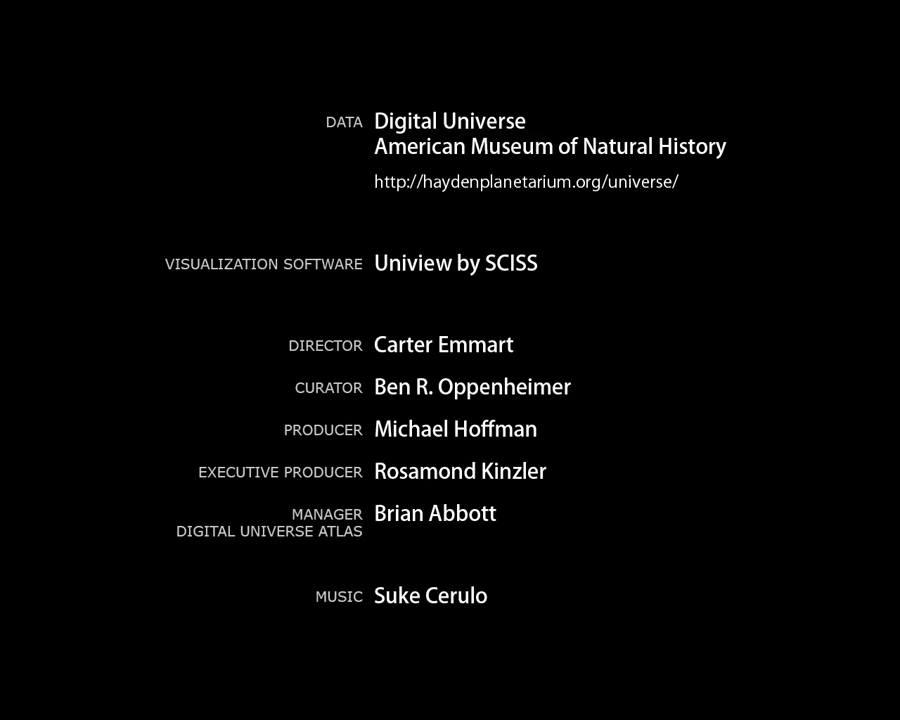 DATA Digital Universe
American Museum of Natural History
http://haydenplanetarium.org/universe/
VISUALIZATION SOFTWARE Uniview by SCISS
DIRECTOR Carter Emmart
CURATOR Ben R. Oppenheimer
PRODUCER Michael Hoffman
EXECUTIVE PRODUCER Rosamond Kinzler
MANAGER Brian Abbott
DIGITAL UNIVERSE ATLAS
MUSIC Suke Cerulo